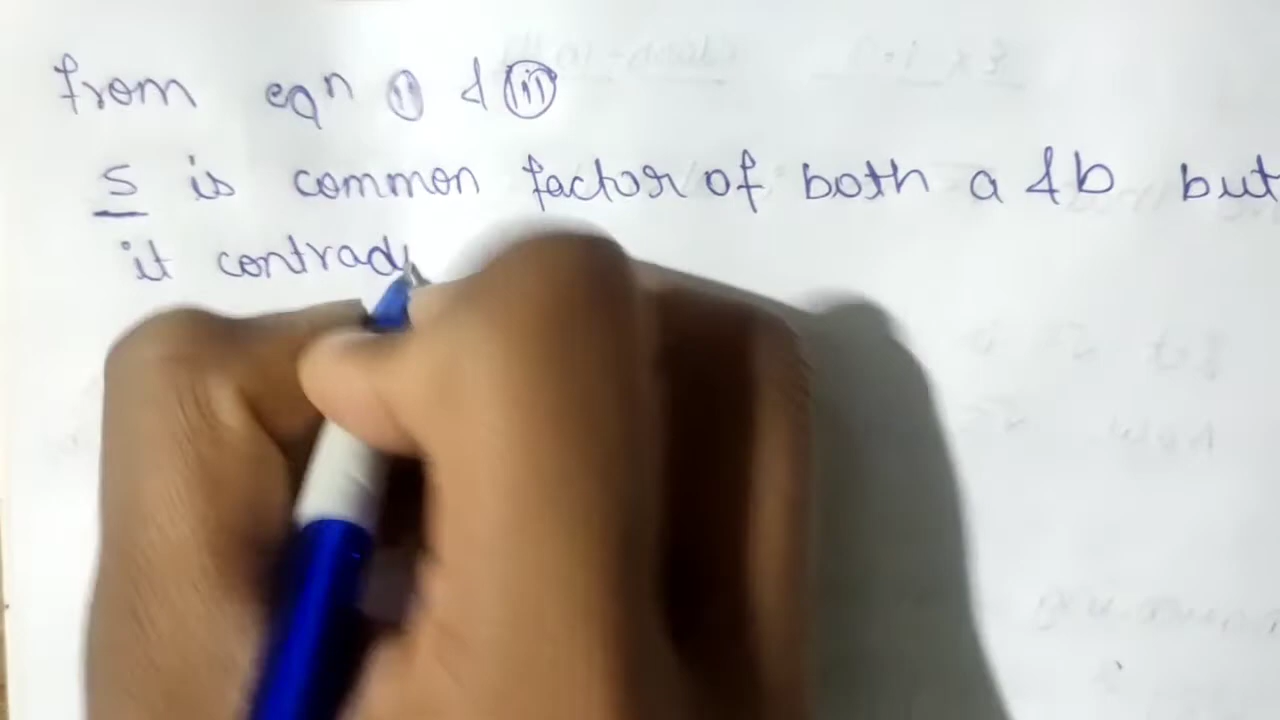 from eqn (ii) & (iii)
5 is common factor of both a & b but
it contrad